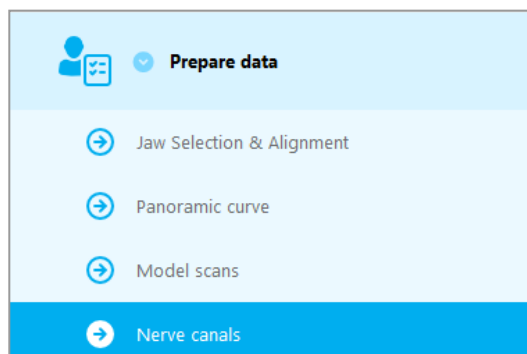 Prepare data
Jaw Selection & Alignment
Panoramic curve
Model scans
Nerve canals